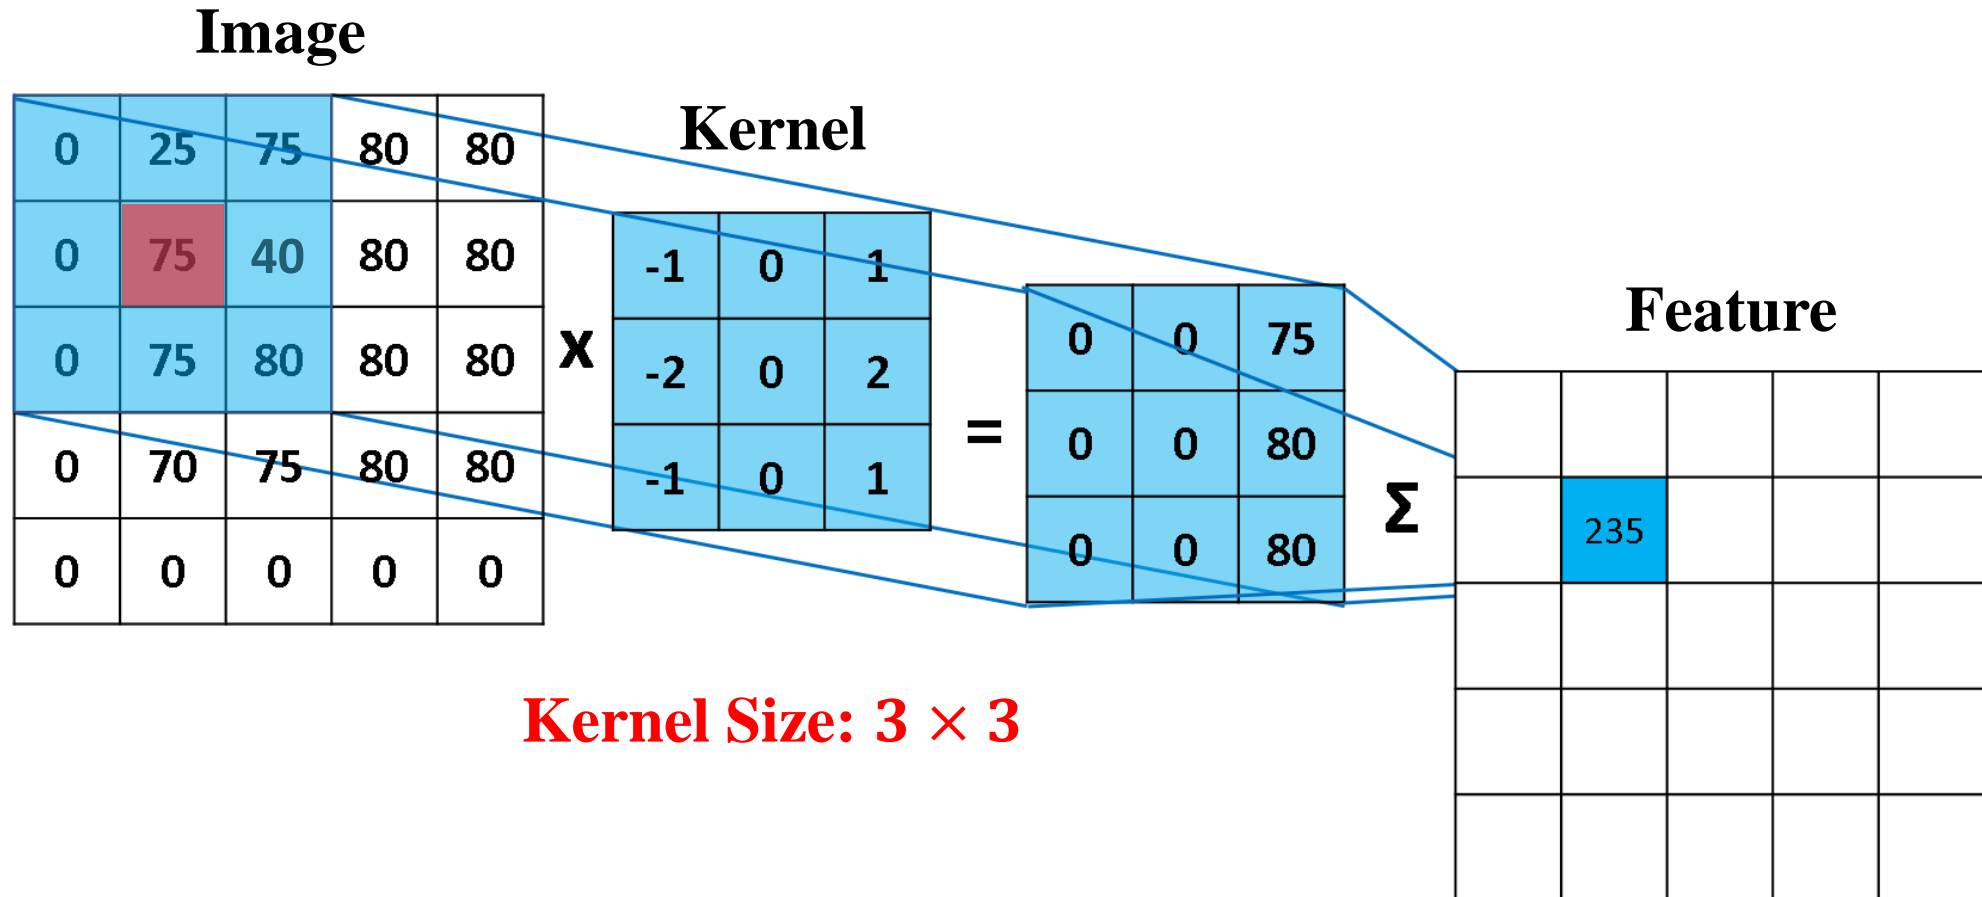 Image
0 25 75 80 80
0 75 40 80 80
0 75 80 80 80
0 70 75 80 80
0 0 0 0 0
x
Kernel
-1 0 1
-2 0 2
-1 0 1
=
0 0 75
0 0 80
0 0 80
Σ
Feature
235
Kernel Size: 3 × 3